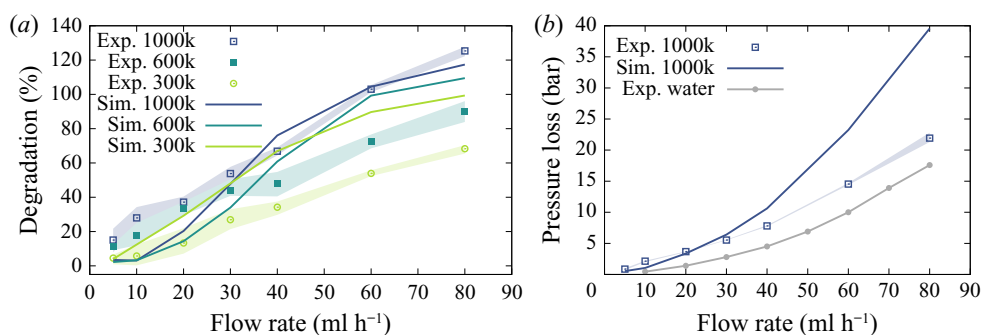 (a)
140
120
100
80
60
40
20
0
Degradation (%)
Exp. 1000k
Exp. 600k
Exp. 300k
Sim. 1000k
Sim. 600k
Sim. 300k
0 10 20 30 40 50 60 70 80 90
Flow rate (ml h⁻¹)
(b)
40
35
30
25
20
15
10
5
Pressure loss (bar)
Exp. 1000k
Sim. 1000k
Exp. water
0 10 20 30 40 50 60 70 80 90
Flow rate (ml h⁻¹)